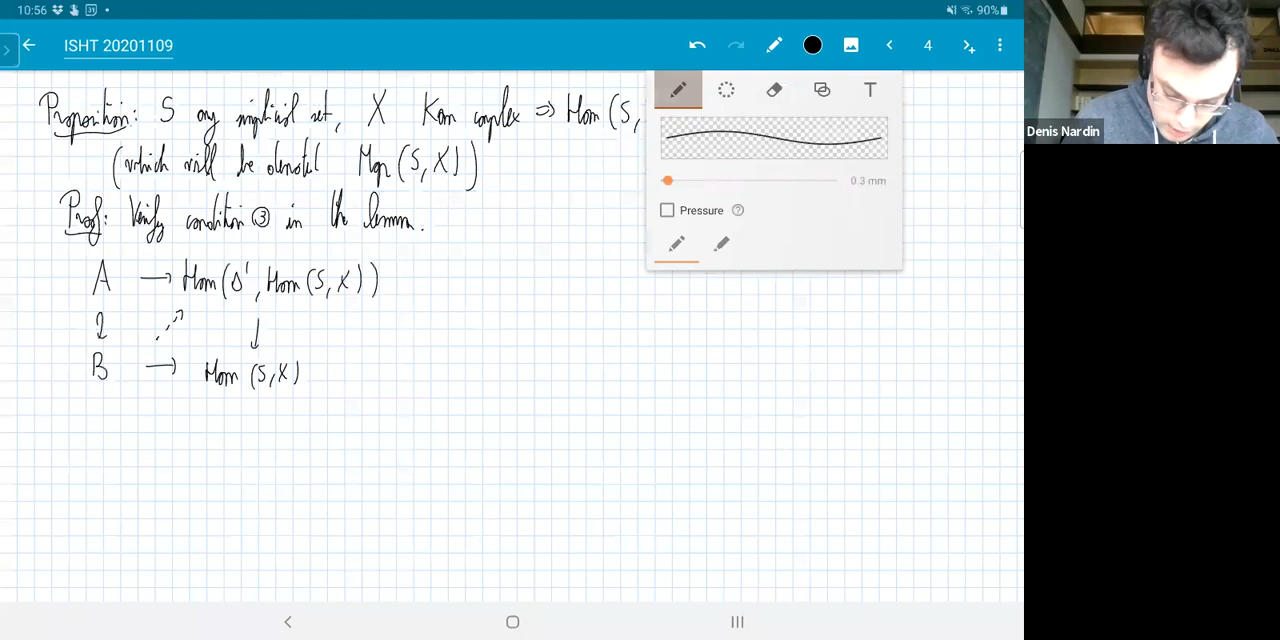 10:56 31 90%
ISHT 20201109 4
T
Denis Nardin
Proposition: S any simplicial set, X Kan complex ⇒ Hom(S,
(which will be denoted Map(S,X))
0.3 mm
Pressure
Proof: Verify condition ③ in the lemma.
A → Hom(Δ¹, Hom(S,X))
B → Hom(S,X)